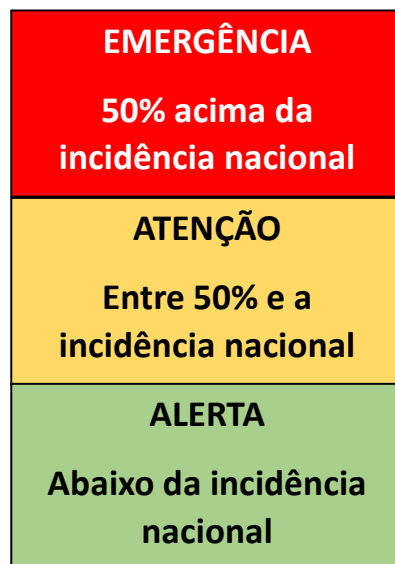 EMERGÊNCIA
50% acima da
incidência nacional
ATENÇÃO
Entre 50% e a
incidência nacional
ALERTA
Abaixo da incidência
nacional